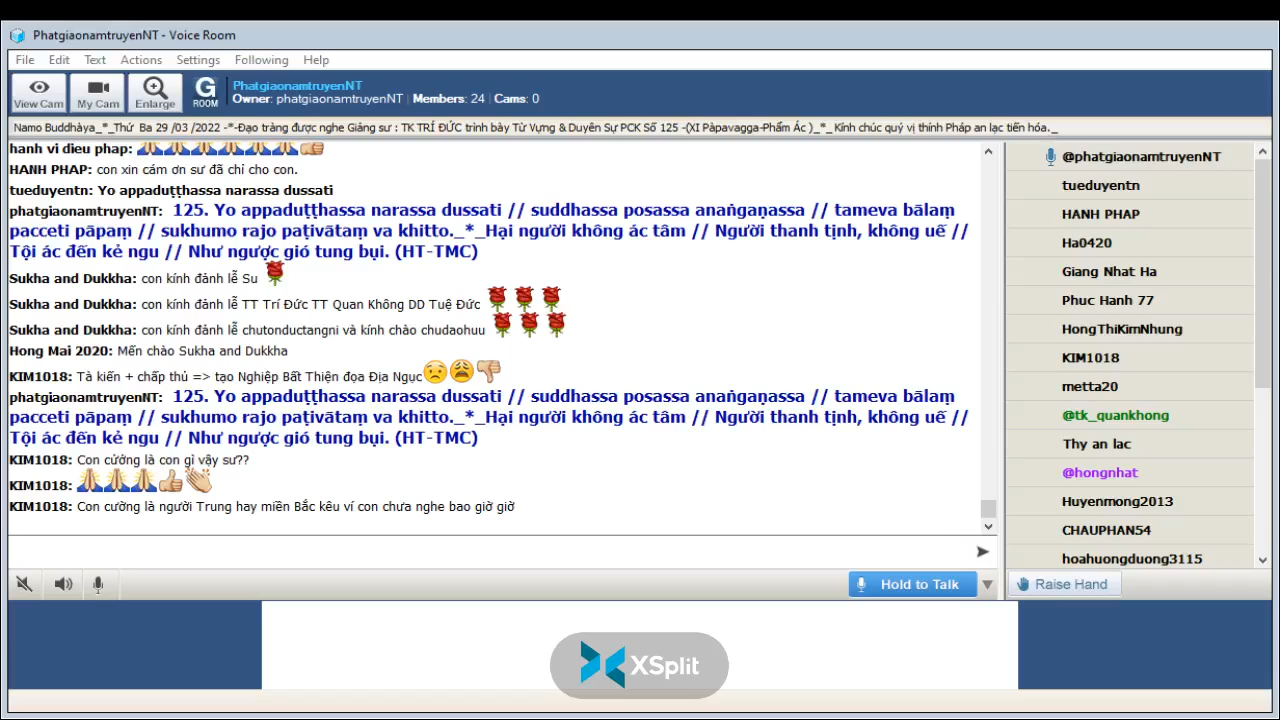 PhatgiaonamtruyenNT - Voice Room
File Edit Text Actions Settings Following Help
View Cam My Cam Enlarge G ROOM
PhatgiaonamtruyenNT
Owner: phatgiaonamtruyenNT | Members: 24 | Cams: 0
Namo Buddhàya_*_Thứ Ba 29 /03 /2022 -*-Đạo tràng được nghe Giảng sư : TK TRÍ ĐỨC trình bày Từ Vựng & Duyên Sự PCK Số 125 -(XI Pàpavagga-Phẩm Ác )_*_ Kính chúc quý vị thính Pháp an lạc tiến hóa._
hanh vi dieu phap:
HANH PHAP: con xin cám ơn sư đã chỉ cho con.
tueduyentn: Yo appaduṭṭhassa narassa dussati
phatgiaonamtruyenNT: 125. Yo appaduṭṭhassa narassa dussati // suddhassa posassa anaṅgaṇassa // tameva bālaṃ
pacceti pāpaṃ // sukhumo rajo paṭivātaṃ va khitto._*_Hại người không ác tâm // Người thanh tịnh, không uế //
Tội ác đến kẻ ngu // Như ngược gió tung bụi. (HT-TMC)
Sukha and Dukkha: con kính đảnh lễ Su
Sukha and Dukkha: con kính đảnh lễ TT Trí Đức TT Quan Không DD Tuệ Đức
Sukha and Dukkha: con kính đảnh lễ chutonductangni và kính chào chudaohuu
Hong Mai 2020: Mến chào Sukha and Dukkha
KIM1018: Tà kiến + chấp thủ => tạo Nghiệp Bất Thiện đọa Địa Ngục
phatgiaonamtruyenNT: 125. Yo appaduṭṭhassa narassa dussati // suddhassa posassa anaṅgaṇassa // tameva bālaṃ
pacceti pāpaṃ // sukhumo rajo paṭivātaṃ va khitto._*_Hại người không ác tâm // Người thanh tịnh, không uế //
Tội ác đến kẻ ngu // Như ngược gió tung bụi. (HT-TMC)
KIM1018: Con cưởng là con gì vậy sư??
KIM1018:
KIM1018: Con cưỡng là người Trung hay miền Bắc kêu ví con chưa nghe bao giờ giờ
@phatgiaonamtruyenNT
tueduyentn
HANH PHAP
Ha0420
Giang Nhat Ha
Phuc Hanh 77
HongThiKimNhung
KIM1018
metta20
@tk_quankhong
Thy an lac
@hongnhat
Huyenmong2013
CHAUPHAN54
hoahuongduong3115
Hold to Talk
Raise Hand
XSplit